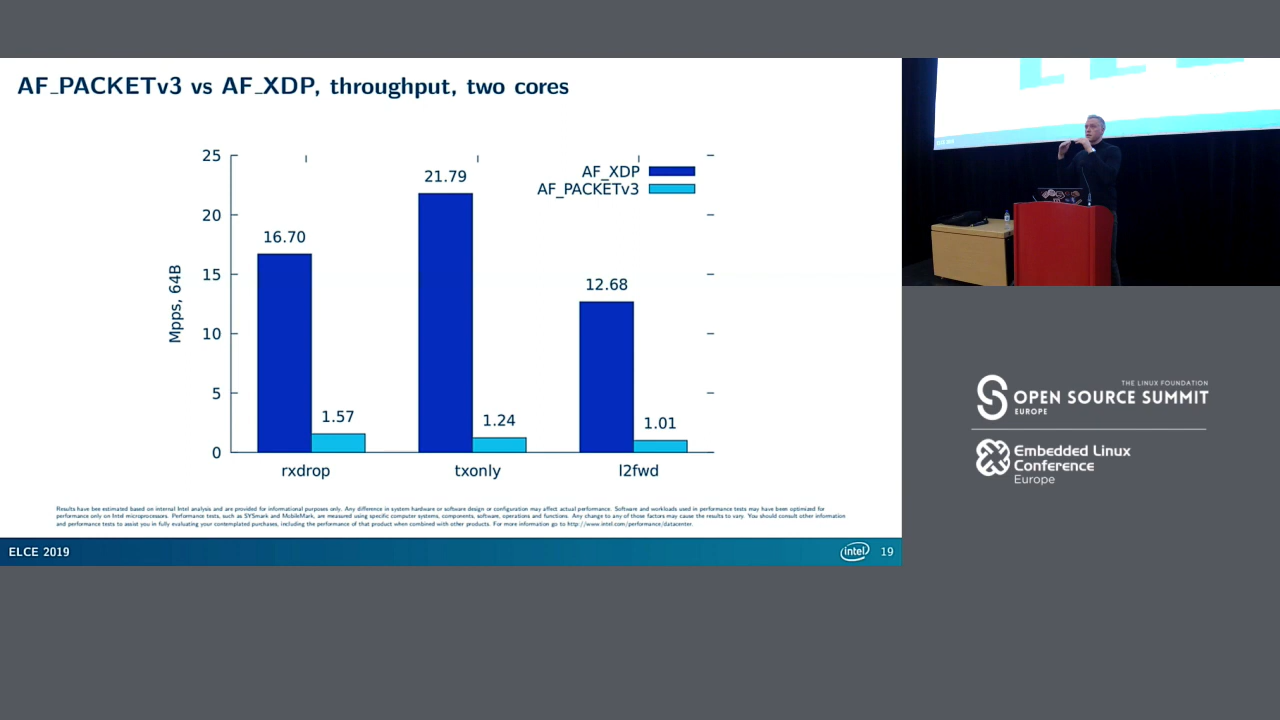 AF_PACKETv3 vs AF_XDP, throughput, two cores
25
20
15
10
5
0
Mpps, 64B
AF_XDP
AF_PACKETv3
16.70
1.57
21.79
1.24
12.68
1.01
rxdrop
txonly
l2fwd
Results have bee estimated based on internal Intel analysis and are provided for informational purposes only. Any difference in system hardware or software design or configuration may affect actual performance. Software and workloads used in performance tests may have been optimized for
performance only on Intel microprocessors. Performance tests, such as SYSmark and MobileMark, are measured using specific computer systems, components, software, operations and functions. Any change to any of those factors may cause the results to vary. You should consult other information
and performance tests to assist you in fully evaluating your contemplated purchases, including the performance of that product when combined with other products. For more information go to http://www.intel.com/performance/datacenter.
ELCE 2019
intel
19
THE LINUX FOUNDATION
OPEN SOURCE SUMMIT
EUROPE
Embedded Linux
Conference
Europe